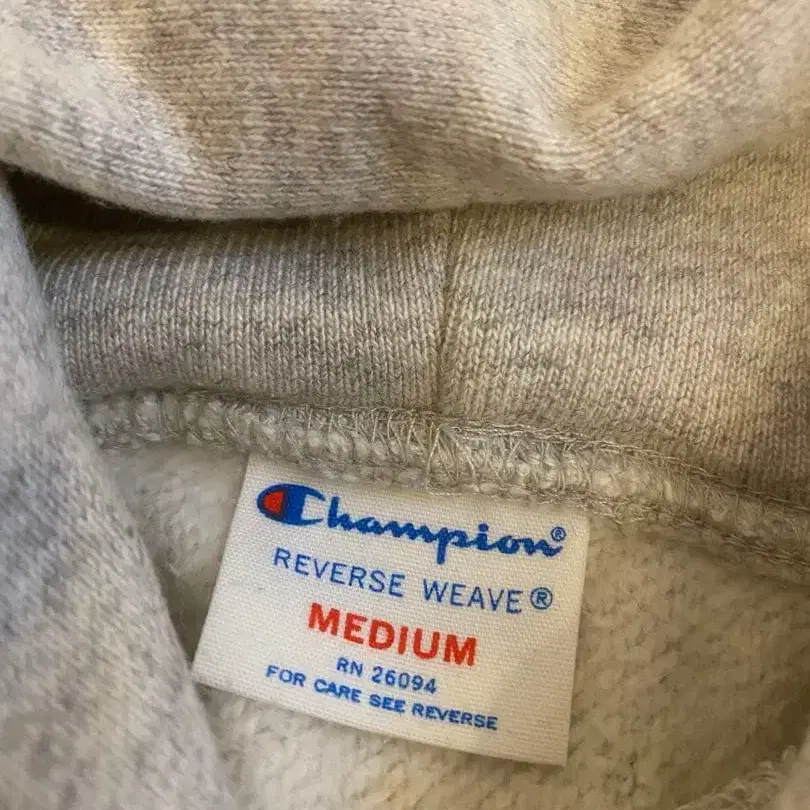 Champion®
REVERSE WEAVE®
MEDIUM
RN 26094
FOR CARE SEE REVERSE